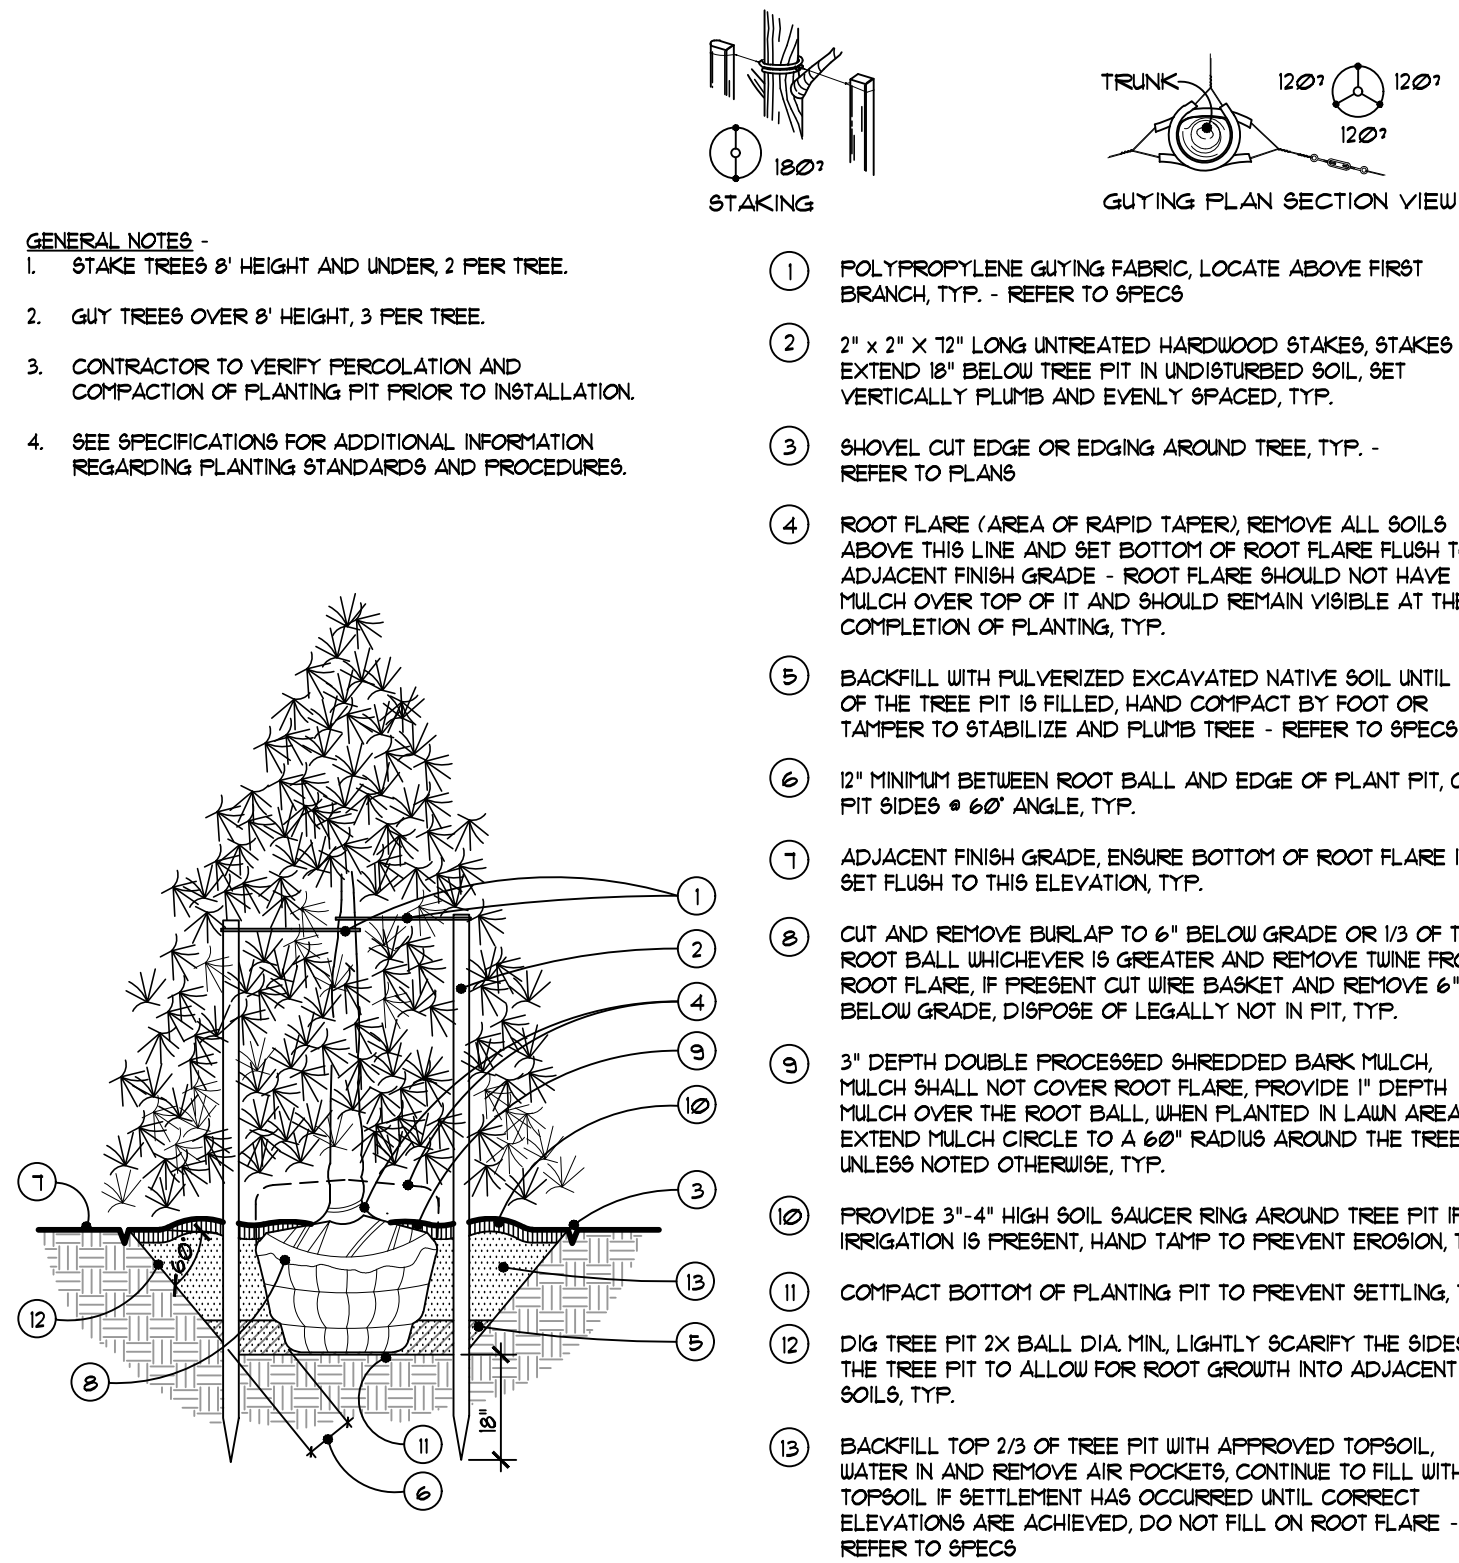 TRUNK
120°
120°
120°
180°
STAKING
GUYING PLAN SECTION VIEW
GENERAL NOTES -
1. STAKE TREES 8' HEIGHT AND UNDER, 2 PER TREE.
2. GUY TREES OVER 8' HEIGHT, 3 PER TREE.
3. CONTRACTOR TO VERIFY PERCOLATION AND
COMPACTION OF PLANTING PIT PRIOR TO INSTALLATION.
4. SEE SPECIFICATIONS FOR ADDITIONAL INFORMATION
REGARDING PLANTING STANDARDS AND PROCEDURES.
1 POLYPROPYLENE GUYING FABRIC, LOCATE ABOVE FIRST
BRANCH, TYP. - REFER TO SPECS
2 2" x 2" X 72" LONG UNTREATED HARDWOOD STAKES, STAKES
EXTEND 18" BELOW TREE PIT IN UNDISTURBED SOIL, SET
VERTICALLY PLUMB AND EVENLY SPACED, TYP.
3 SHOVEL CUT EDGE OR EDGING AROUND TREE, TYP. -
REFER TO PLANS
4 ROOT FLARE (AREA OF RAPID TAPER), REMOVE ALL SOILS
ABOVE THIS LINE AND SET BOTTOM OF ROOT FLARE FLUSH
ADJACENT FINISH GRADE - ROOT FLARE SHOULD NOT HAVE
MULCH OVER TOP OF IT AND SHOULD REMAIN VISIBLE AT THE
COMPLETION OF PLANTING, TYP.
5 BACKFILL WITH PULVERIZED EXCAVATED NATIVE SOIL UNTIL
OF THE TREE PIT IS FILLED, HAND COMPACT BY FOOT OR
TAMPER TO STABILIZE AND PLUMB TREE - REFER TO SPECS
6 12" MINIMUM BETWEEN ROOT BALL AND EDGE OF PLANT PIT,
PIT SIDES @ 60° ANGLE, TYP.
7 ADJACENT FINISH GRADE, ENSURE BOTTOM OF ROOT FLARE
SET FLUSH TO THIS ELEVATION, TYP.
8 CUT AND REMOVE BURLAP TO 6" BELOW GRADE OR 1/3 OF
ROOT BALL WHICHEVER IS GREATER AND REMOVE TWINE
ROOT FLARE, IF PRESENT CUT WIRE BASKET AND REMOVE 6"
BELOW GRADE, DISPOSE OF LEGALLY NOT IN PIT, TYP.
9 3" DEPTH DOUBLE PROCESSED SHREDDED BARK MULCH,
MULCH SHALL NOT COVER ROOT FLARE, PROVIDE 1" DEPTH
MULCH OVER THE ROOT BALL, WHEN PLANTED IN LAWN AREA
EXTEND MULCH CIRCLE TO A 60" RADIUS AROUND THE TREE
UNLESS NOTED OTHERWISE, TYP.
10 PROVIDE 3"-4" HIGH SOIL SAUCER RING AROUND TREE PIT IF
IRRIGATION IS PRESENT, HAND TAMP TO PREVENT EROSION,
11 COMPACT BOTTOM OF PLANTING PIT TO PREVENT SETTLING,
12 DIG TREE PIT 2X BALL DIA. MIN., LIGHTLY SCARIFY THE SIDES
THE TREE PIT TO ALLOW FOR ROOT GROWTH INTO ADJACENT
SOILS, TYP.
13 BACKFILL TOP 2/3 OF TREE PIT WITH APPROVED TOPSOIL,
WATER IN AND REMOVE AIR POCKETS, CONTINUE TO FILL WITH
TOPSOIL IF SETTLEMENT HAS OCCURRED UNTIL CORRECT
ELEVATIONS ARE ACHIEVED, DO NOT FILL ON ROOT FLARE -
REFER TO SPECS
1
2
4
9
10
7
3
60°
13
12
5
8
18"
11
6